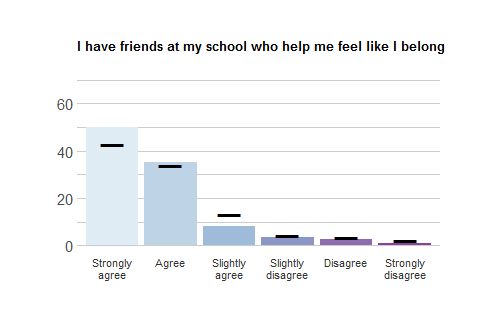 I have friends at my school who help me feel like I belong
60
40
20
0
Strongly
agree
Agree
Slightly
agree
Slightly
disagree
Disagree
Strongly
disagree